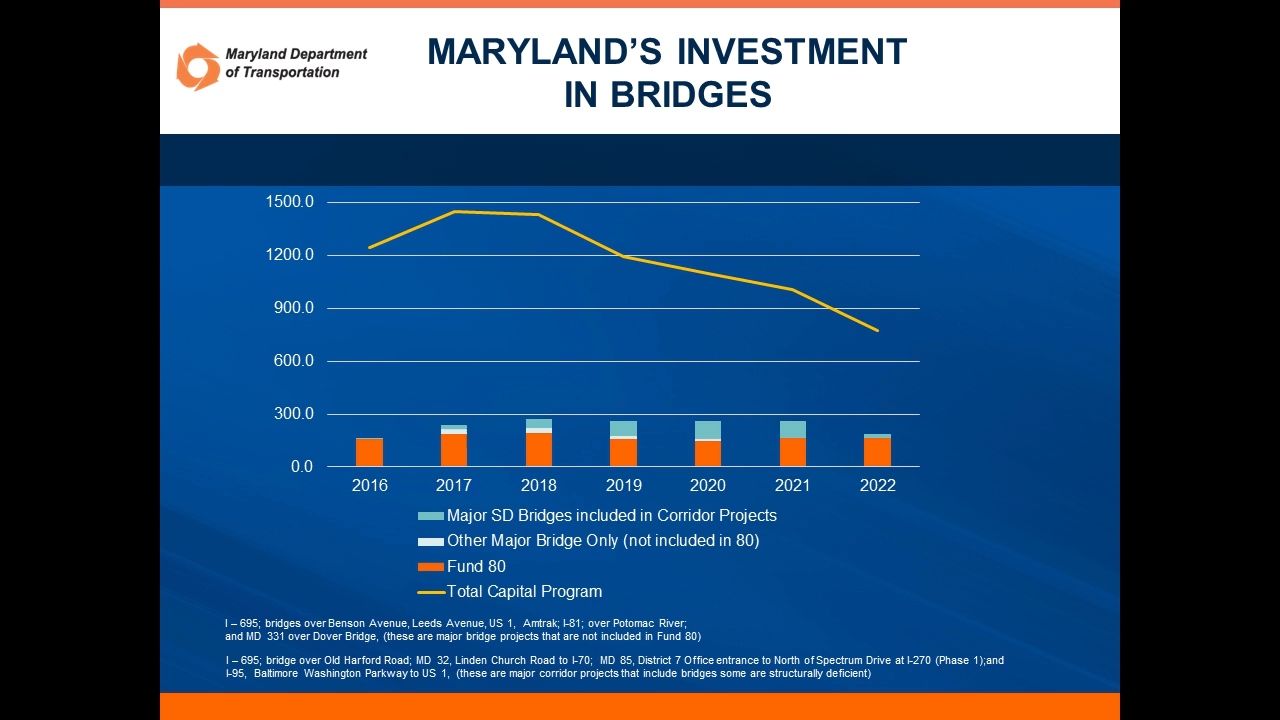 Maryland Department
of Transportation
MARYLAND'S INVESTMENT
IN BRIDGES
1500.0
1200.0
900.0
600.0
300.0
0.0
2016 2017 2018 2019 2020 2021 2022
Major SD Bridges included in Corridor Projects
Other Major Bridge Only (not included in 80)
Fund 80
Total Capital Program
I – 695; bridges over Benson Avenue, Leeds Avenue, US 1, Amtrak; I-81; over Potomac River;
and MD 331 over Dover Bridge, (these are major bridge projects that are not included in Fund 80)
I – 695; bridge over Old Harford Road; MD 32, Linden Church Road to I-70; MD 85, District 7 Office entrance to North of Spectrum Drive at I-270 (Phase 1);and
I-95, Baltimore Washington Parkway to US 1, (these are major corridor projects that include bridges some are structurally deficient)